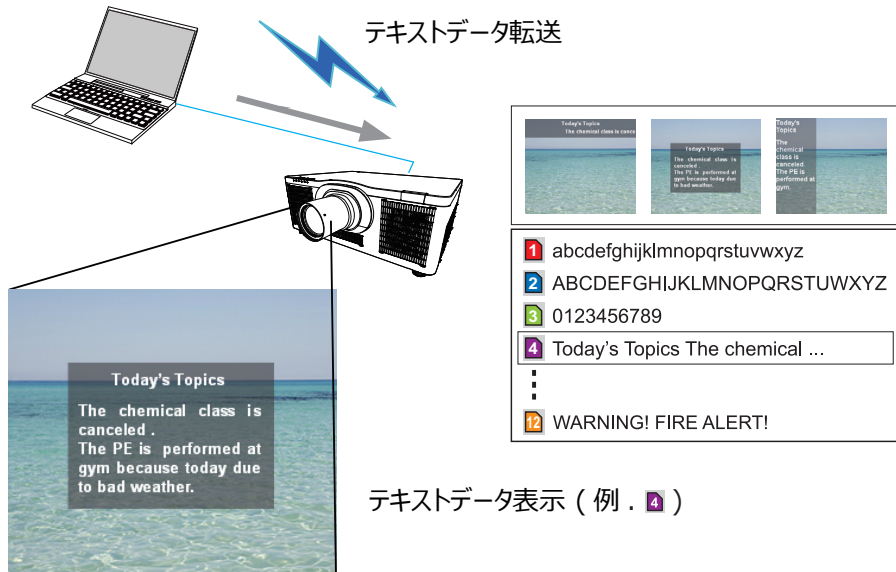 テキストデータ転送
Today's Topics
The chemical class is cance
Today's Topics
The chemical class is
canceled .
The PE is performed at
gym because today due
to bad weather.
Today's
Topics
The
chemical
class is
canceled.
The PE is
performed at
gym.
1 abcdefghijklmnopqrstuvwxyz
2 ABCDEFGHIJKLMNOPQRSTUWXYZ
3 0123456789
4 Today's Topics The chemical ...
12 WARNING! FIRE ALERT!
Today's Topics
The chemical class is
canceled .
The PE is performed at
gym because today due
to bad weather.
テキストデータ表示 ( 例 . 4 )